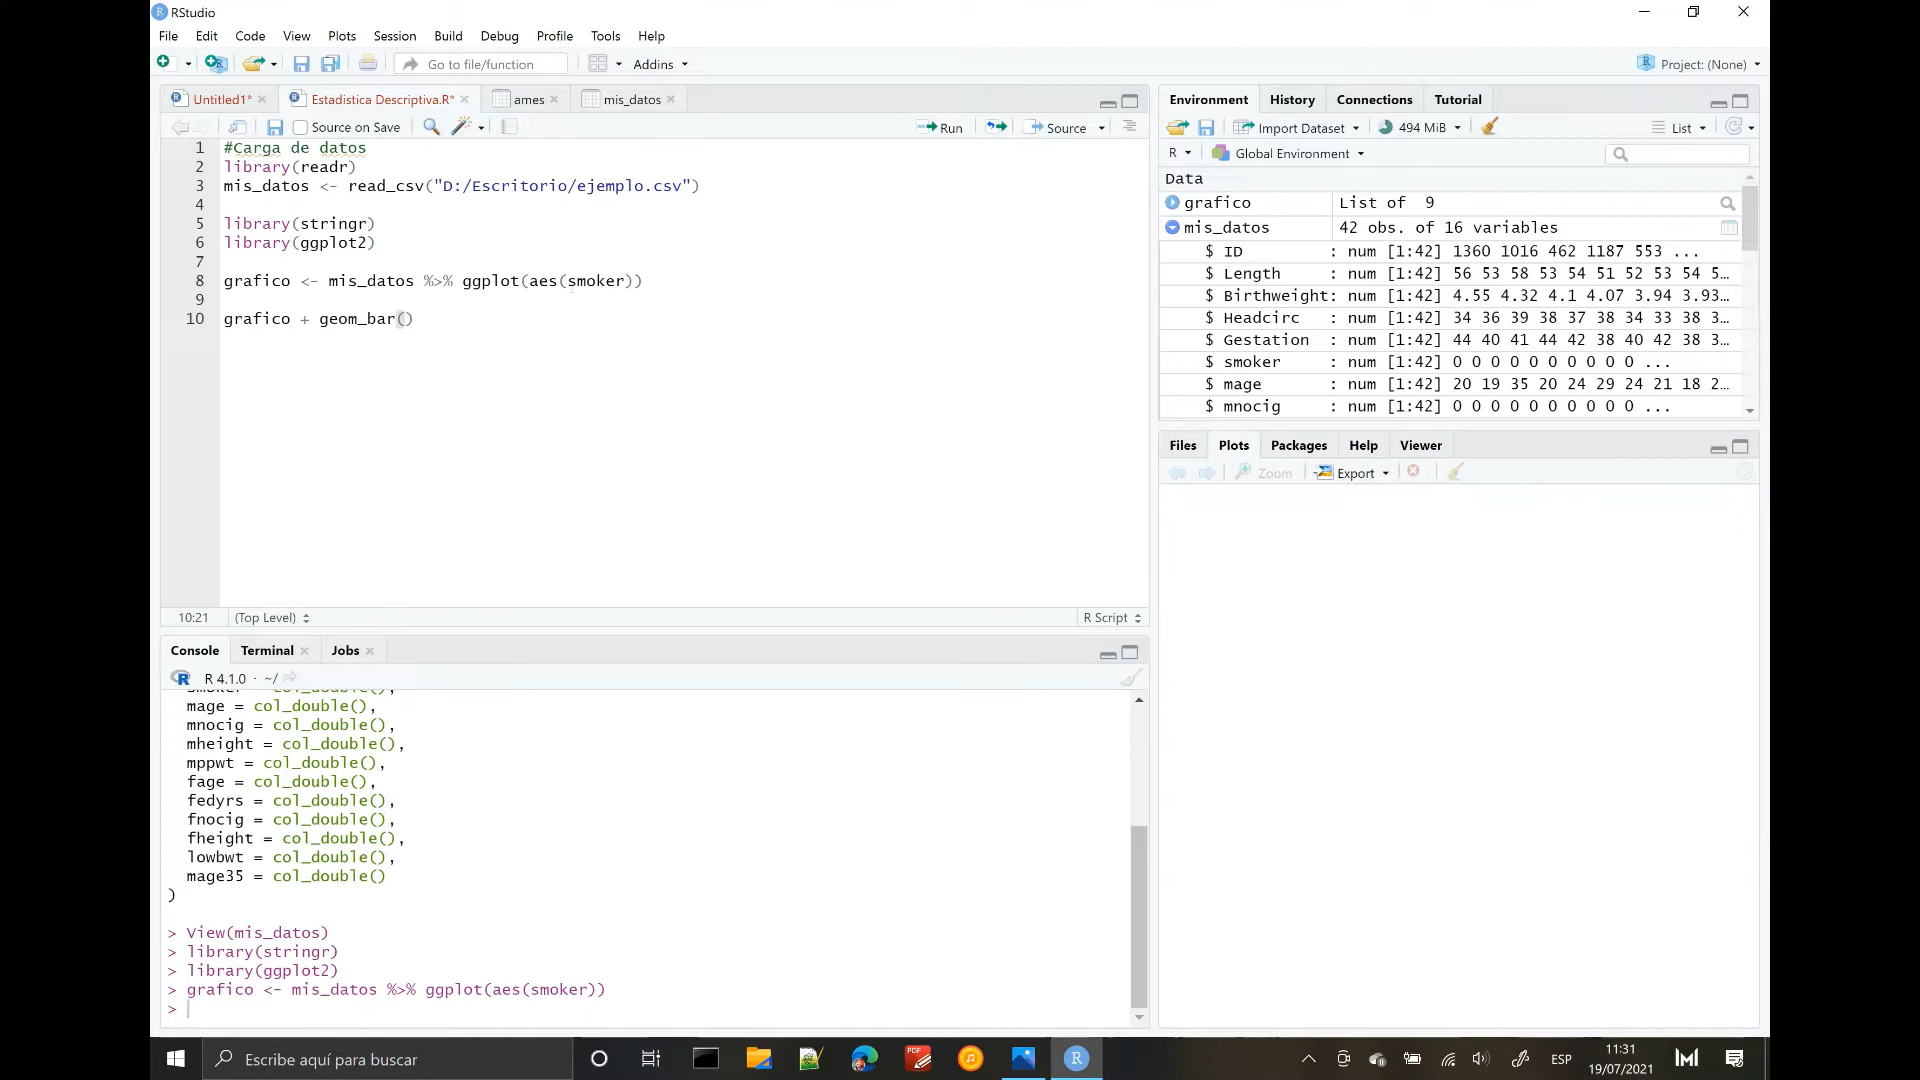 RStudio
File Edit Code View Plots Session Build Debug Profile Tools Help
Go to file/function Addins Project: (None)
Untitled1* Estadistica Descriptiva.R* ames mis_datos
Source on Save Run Source
1 #Carga de datos
2 library(readr)
3 mis_datos <- read_csv("D:/Escritorio/ejemplo.csv")
4
5 library(stringr)
6 library(ggplot2)
7
8 grafico <- mis_datos %>% ggplot(aes(smoker))
9
10 grafico + geom_bar()
10:21 (Top Level) R Script
Console Terminal Jobs
R 4.1.0 · ~/
smoker = col_double(),
mage = col_double(),
mnocig = col_double(),
mheight = col_double(),
mppwt = col_double(),
fage = col_double(),
fedyrs = col_double(),
fnocig = col_double(),
fheight = col_double(),
lowbwt = col_double(),
mage35 = col_double()
)
> View(mis_datos)
> library(stringr)
> library(ggplot2)
> grafico <- mis_datos %>% ggplot(aes(smoker))
>
Environment History Connections Tutorial
Import Dataset 494 MiB List
R Global Environment
Data
grafico List of 9
mis_datos 42 obs. of 16 variables
$ ID : num [1:42] 1360 1016 462 1187 553 ...
$ Length : num [1:42] 56 53 58 53 54 51 52 53 54 5…
$ Birthweight: num [1:42] 4.55 4.32 4.1 4.07 3.94 3.93…
$ Headcirc : num [1:42] 34 36 39 38 37 38 34 33 38 3…
$ Gestation : num [1:42] 44 40 41 44 42 38 40 42 38 3…
$ smoker : num [1:42] 0 0 0 0 0 0 0 0 0 0 ...
$ mage : num [1:42] 20 19 35 20 24 29 24 21 18 2…
$ mnocig : num [1:42] 0 0 0 0 0 0 0 0 0 0 ...
Files Plots Packages Help Viewer
Zoom Export
Escribe aquí para buscar
PDF
R
ESP
11:31
19/07/2021